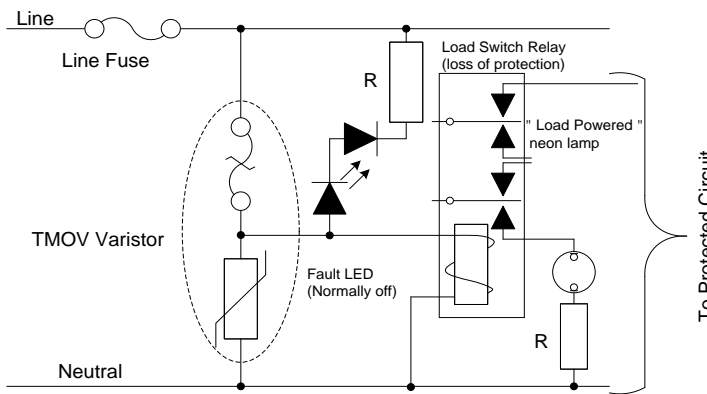 Line
Line Fuse
R
Load Switch Relay
(loss of protection)
" Load Powered "
neon lamp
TMOV Varistor
Fault LED
(Normally off)
R
Neutral
To Protected Circuit